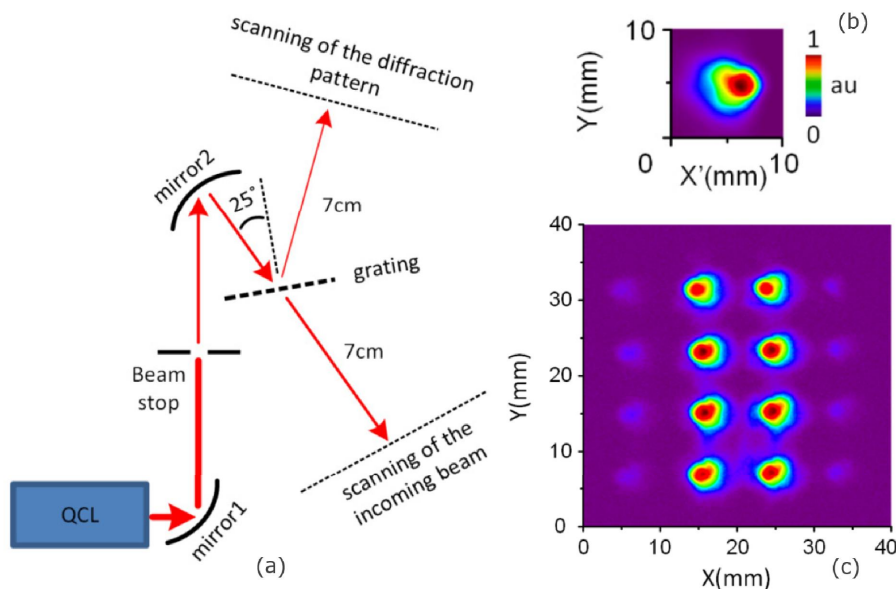 scanning of the diffraction
pattern
mirror2
25°
7cm
grating
7cm
Beam
stop
scanning of the
incoming beam
QCL
mirror1
(a)
(b)
10
Y(mm)
0
X'(mm)
10
1
au
0
40
30
20
10
0
Y(mm)
0
10
20
30
40
X(mm)
(c)